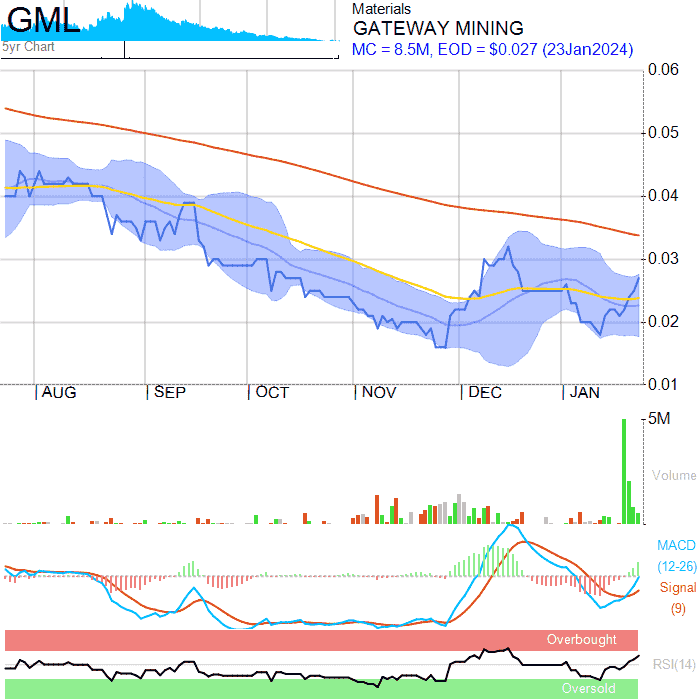 GML
5yr Chart
Materials
GATEWAY MINING
MC = 8.5M, EOD = $0.027 (23Jan2024)
0.06
0.05
0.04
0.03
0.02
0.01
AUG SEP OCT NOV DEC JAN
5M
Volume
MACD
(12-26)
Signal
(9)
Overbought
RSI(14)
Oversold